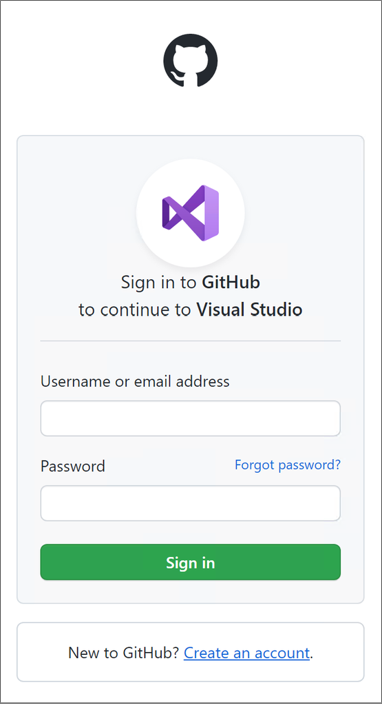 Sign in to GitHub
to continue to Visual Studio
Username or email address
Password Forgot password?
Sign in
New to GitHub? Create an account.